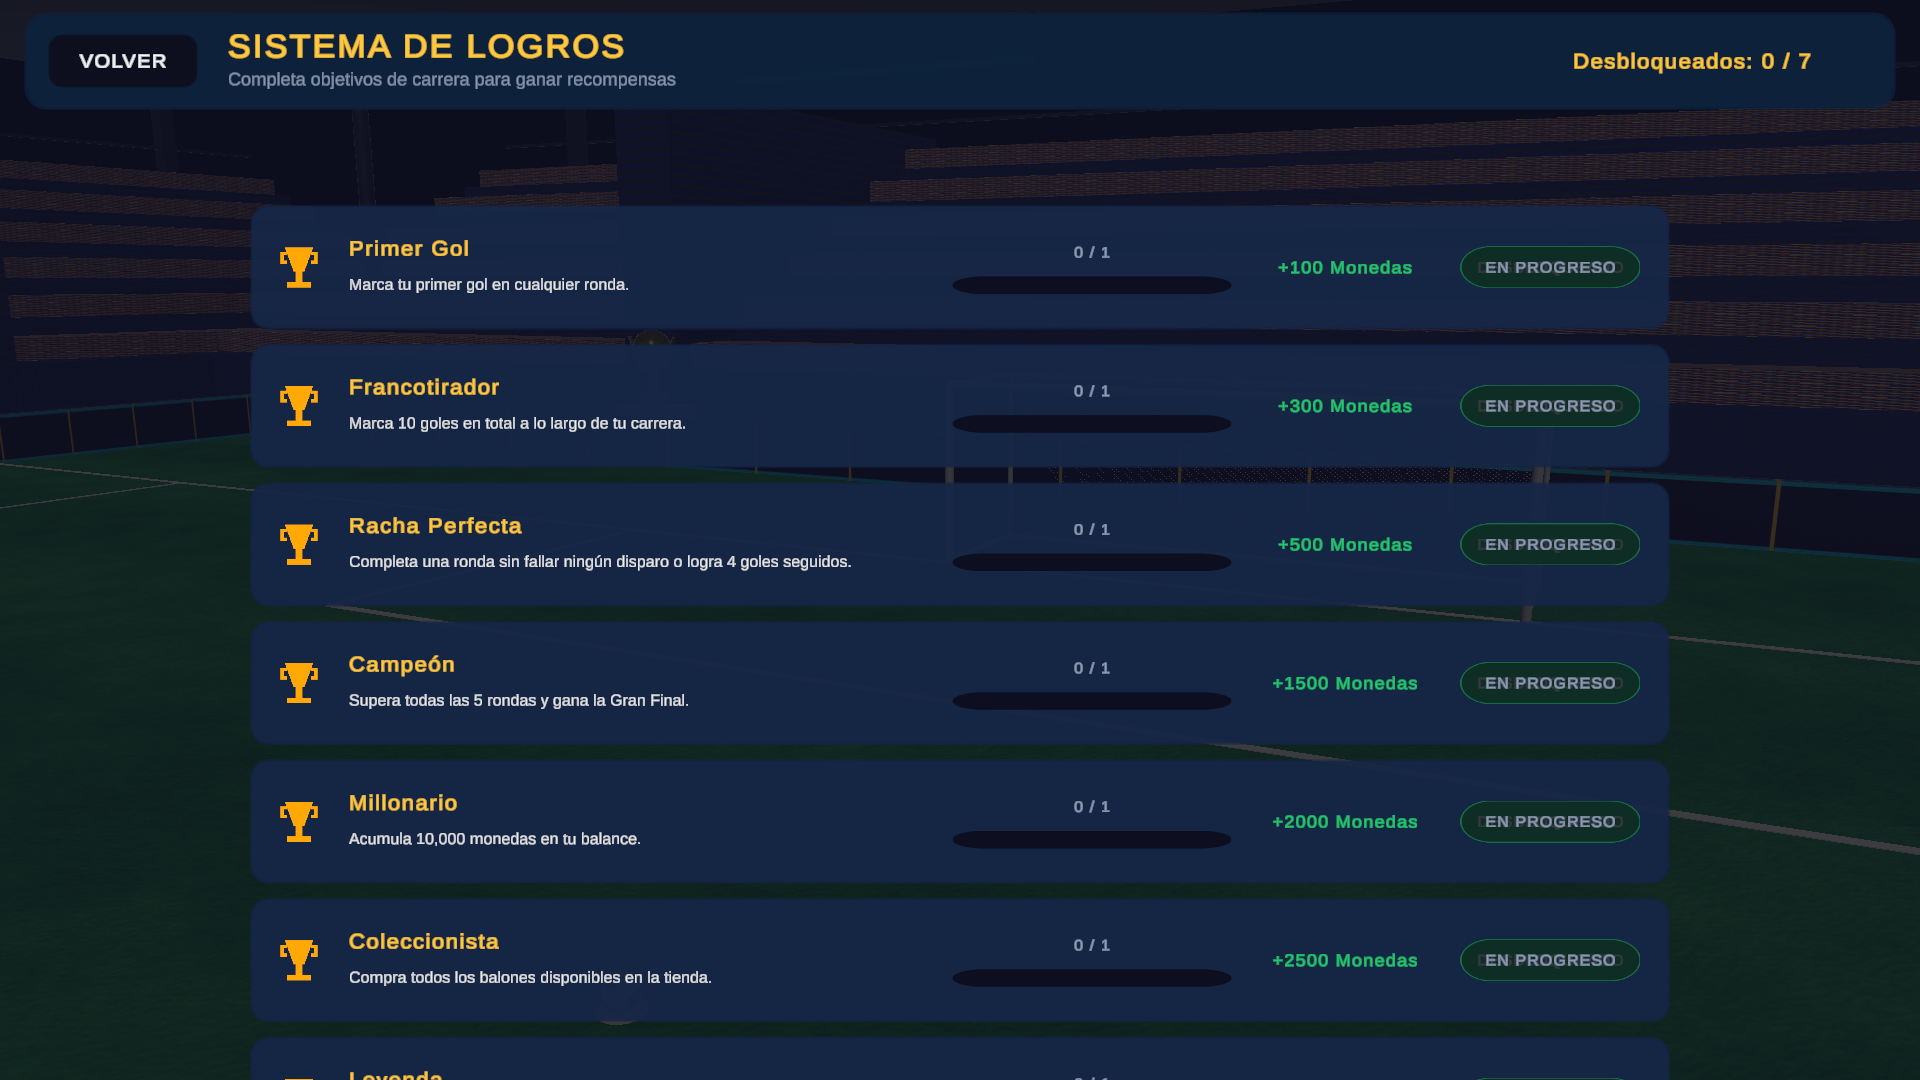 VOLVER
SISTEMA DE LOGROS
Completa objetivos de carrera para ganar recompensas
Desbloqueados: 0 / 7
Primer Gol
Marca tu primer gol en cualquier ronda.
0 / 1
+100 Monedas
EN PROGRESO
Francotirador
Marca 10 goles en total a lo largo de tu carrera.
0 / 1
+300 Monedas
EN PROGRESO
Racha Perfecta
Completa una ronda sin fallar ningún disparo o logra 4 goles seguidos.
0 / 1
+500 Monedas
EN PROGRESO
Campeón
Supera todas las 5 rondas y gana la Gran Final.
0 / 1
+1500 Monedas
EN PROGRESO
Millonario
Acumula 10,000 monedas en tu balance.
0 / 1
+2000 Monedas
EN PROGRESO
Coleccionista
Compra todos los balones disponibles en la tienda.
0 / 1
+2500 Monedas
EN PROGRESO
Leyenda